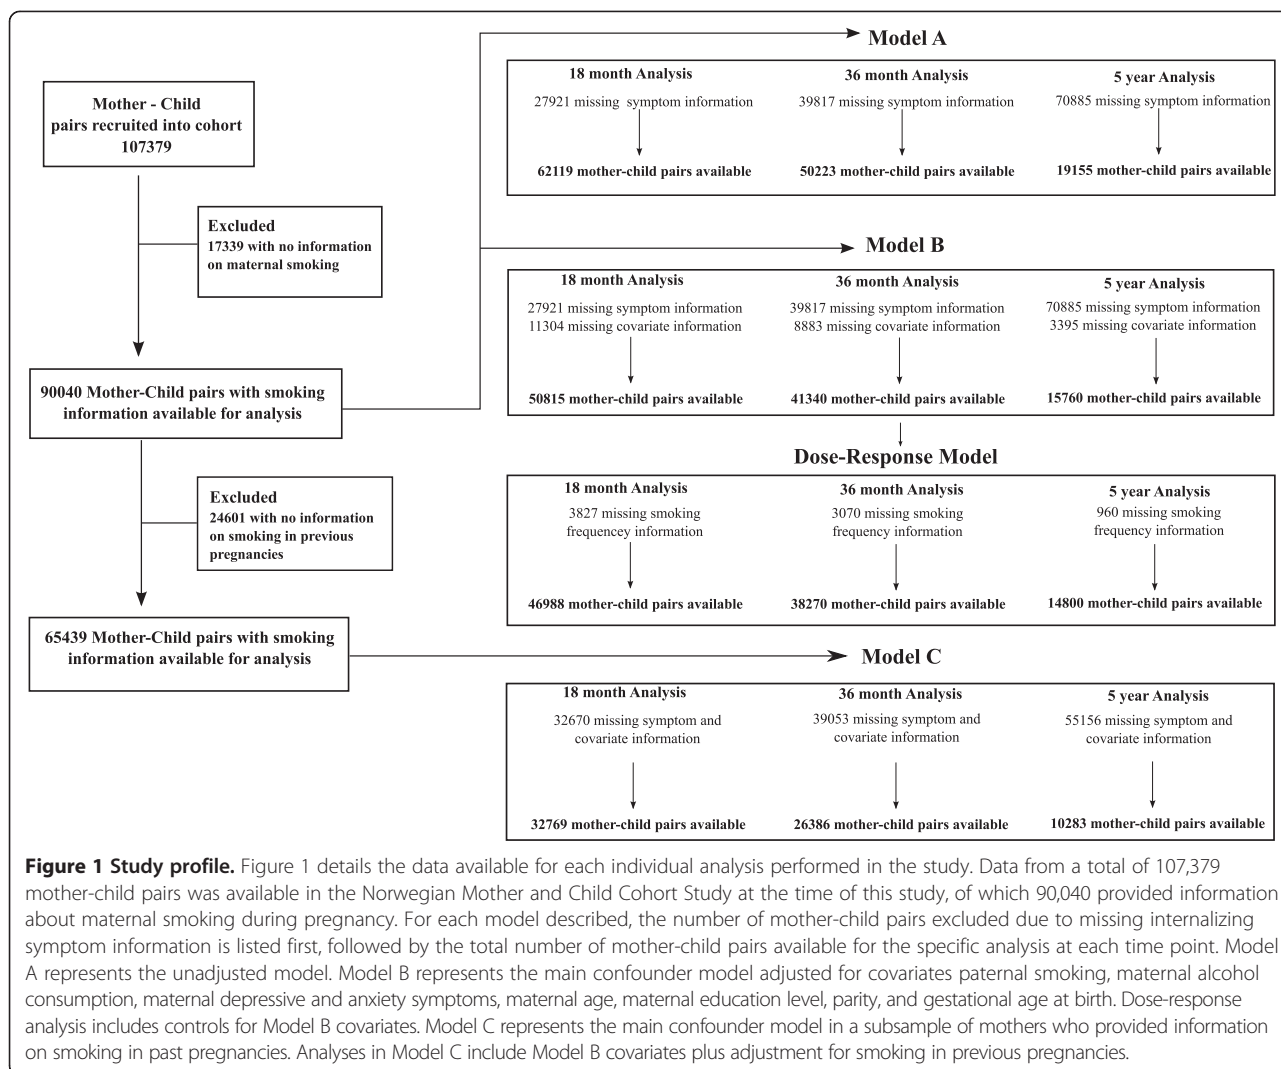 Mother - Child
pairs recruited into cohort
107379
Excluded
17339 with no information
on maternal smoking
90040 Mother-Child pairs with smoking
information available for analysis
Excluded
24601 with no information
on smoking in previous
pregnancies
65439 Mother-Child pairs with smoking
information available for analysis
Model A
18 month Analysis
27921 missing symptom information
62119 mother-child pairs available
36 month Analysis
39817 missing symptom information
50223 mother-child pairs available
5 year Analysis
70885 missing symptom information
19155 mother-child pairs available
Model B
18 month Analysis
27921 missing symptom information
11304 missing covariate information
50815 mother-child pairs available
36 month Analysis
39817 missing symptom information
8883 missing covariate information
41340 mother-child pairs available
5 year Analysis
70885 missing symptom information
3395 missing covariate information
15760 mother-child pairs available
Dose-Response Model
18 month Analysis
3827 missing smoking
frequencey information
46988 mother-child pairs available
36 month Analysis
3070 missing smoking
frequency information
38270 mother-child pairs available
5 year Analysis
960 missing smoking
frequency information
14800 mother-child pairs available
Model C
18 month Analysis
32670 missing symptom and
covariate information
32769 mother-child pairs available
36 month Analysis
39053 missing symptom and
covariate information
26386 mother-child pairs available
5 year Analysis
55156 missing symptom and
covariate information
10283 mother-child pairs available
Figure 1 Study profile. Figure 1 details the data available for each individual analysis performed in the study. Data from a total of 107,379
mother-child pairs was available in the Norwegian Mother and Child Cohort Study at the time of this study, of which 90,040 provided information
about maternal smoking during pregnancy. For each model described, the number of mother-child pairs excluded due to missing internalizing
symptom information is listed first, followed by the total number of mother-child pairs available for the specific analysis at each time point. Model
A represents the unadjusted model. Model B represents the main confounder model adjusted for covariates paternal smoking, maternal alcohol
consumption, maternal depressive and anxiety symptoms, maternal age, maternal education level, parity, and gestational age at birth. Dose-response
analysis includes controls for Model B covariates. Model C represents the main confounder model in a subsample of mothers who provided information
on smoking in past pregnancies. Analyses in Model C include Model B covariates plus adjustment for smoking in previous pregnancies.